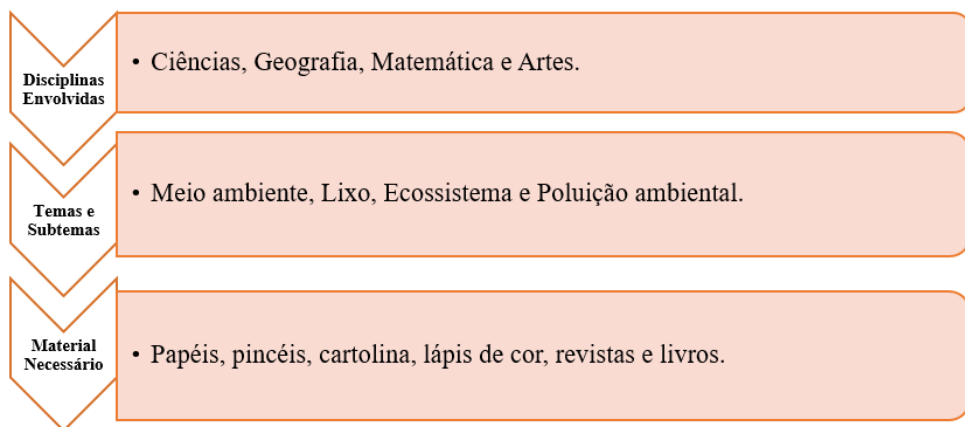 Disciplinas
Envolvidas
• Ciências, Geografia, Matemática e Artes.
Temas e
Subtemas
• Meio ambiente, Lixo, Ecossistema e Poluição ambiental.
Material
Necessário
• Papéis, pincéis, cartolina, lápis de cor, revistas e livros.